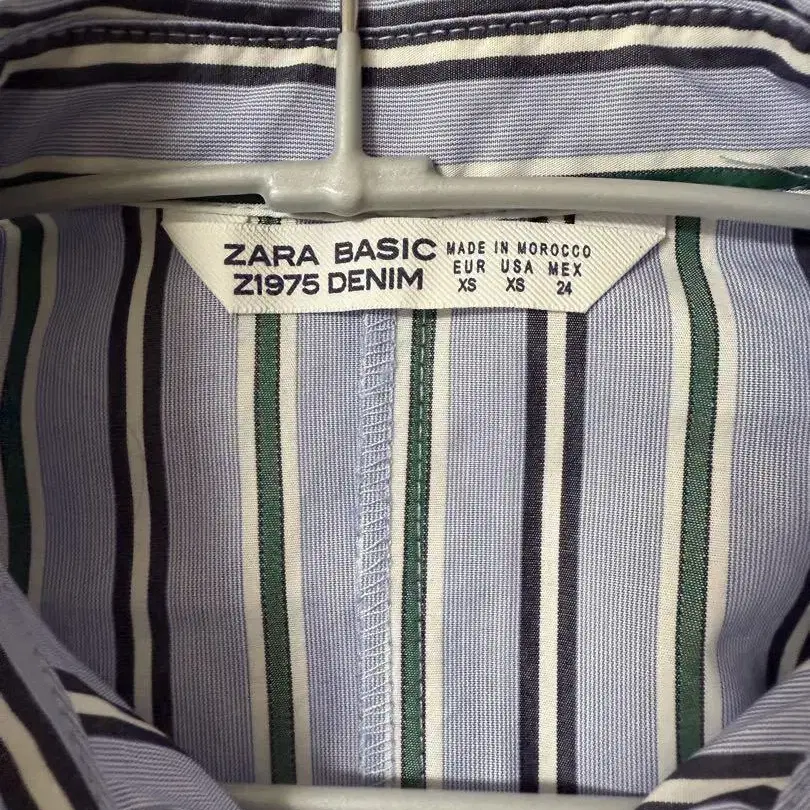 ZARA BASIC
Z1975 DENIM
MADE IN MOROCCO
EUR USA MEX
XS XS 24